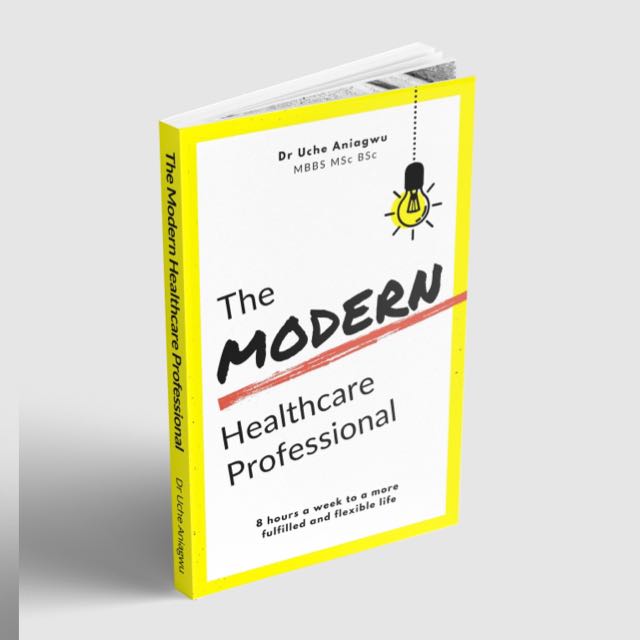 The Modern Healthcare Professional
Dr Uche Aniagwu
Dr Uche Aniagwu
MBBS MSc BSc
The
MODERN
Healthcare
Professional
8 hours a week to a more
fulfilled and flexible life